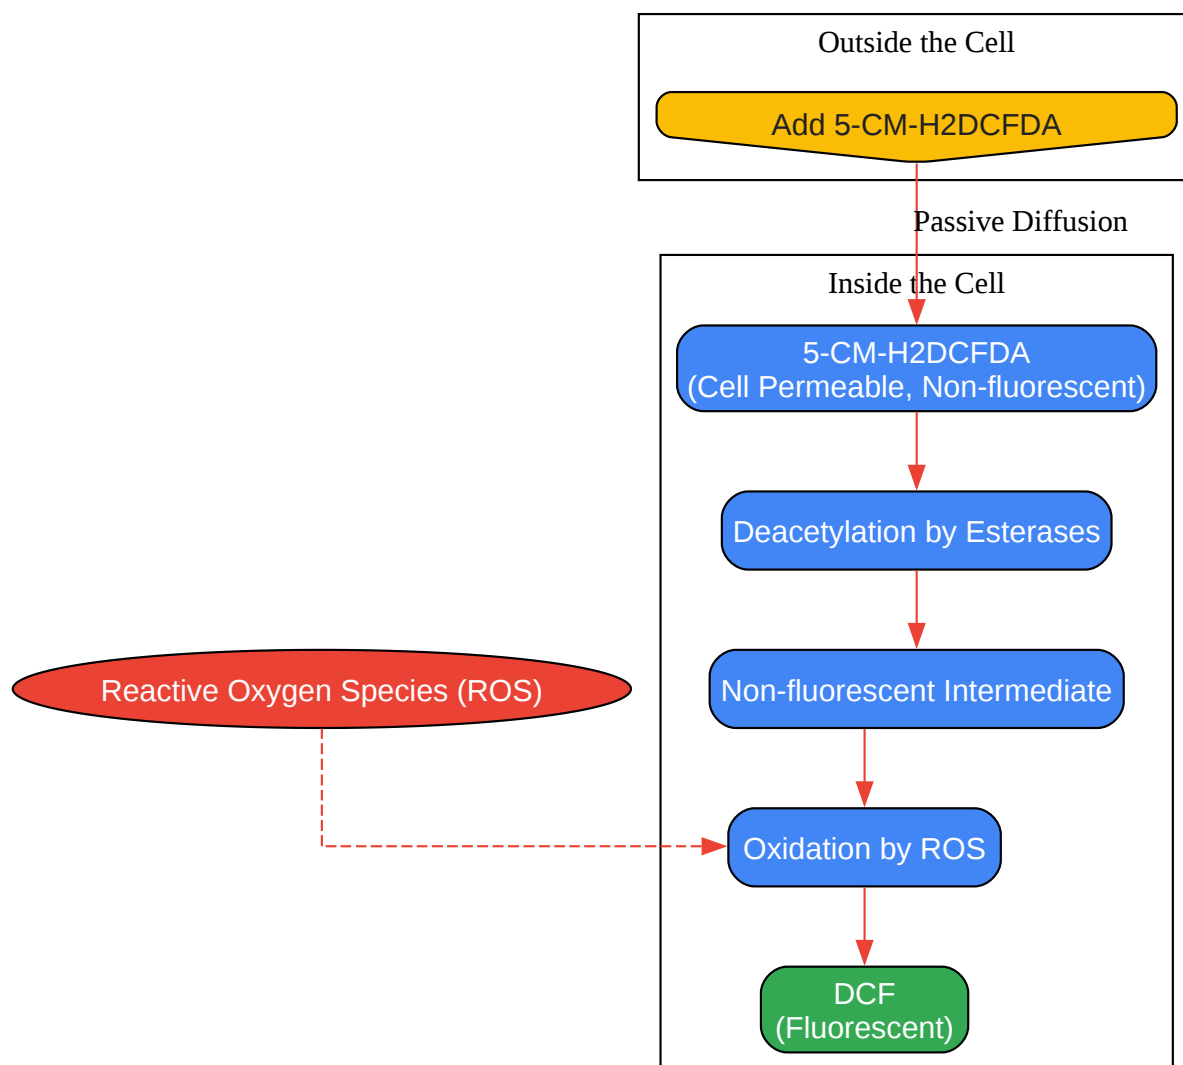 Outside the Cell
Add 5-CM-H2DCFDA
Passive Diffusion
Inside the Cell
5-CM-H2DCFDA
(Cell Permeable, Non-fluorescent)
Deacetylation by Esterases
Reactive Oxygen Species (ROS)
Non-fluorescent Intermediate
Oxidation by ROS
DCF
(Fluorescent)